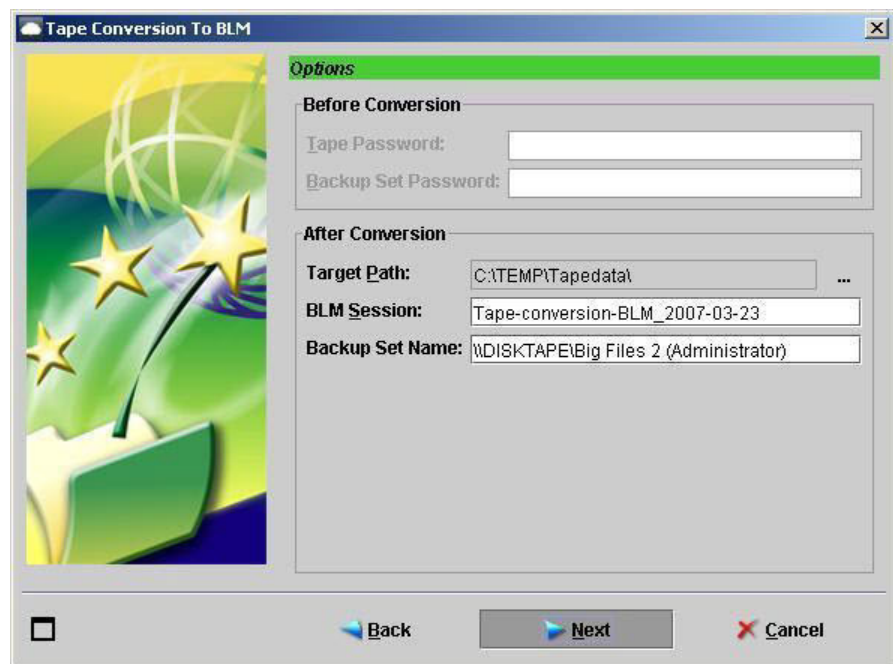 Tape Conversion To BLM
Options
Before Conversion
Tape Password:
Backup Set Password:
After Conversion
Target Path: C:\TEMP\Tapedata\ ...
BLM Session: Tape-conversion-BLM_2007-03-23
Backup Set Name: \\DISKTAPE\Big Files 2 (Administrator)
Back Next Cancel